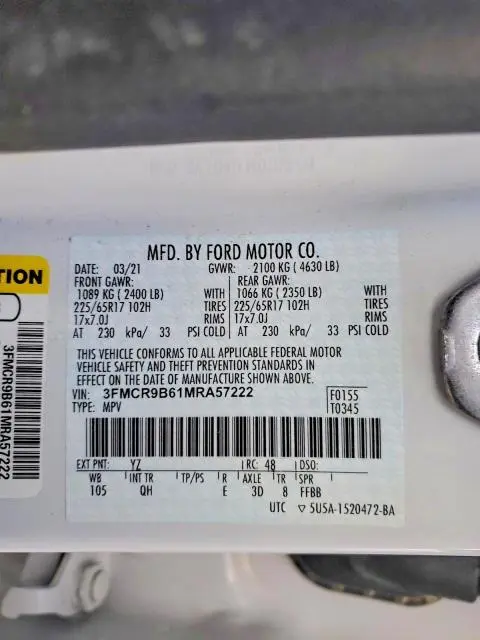 MFD. BY FORD MOTOR CO.
DATE: 03/21 GVWR: 2100 KG ( 4630 LB)
FRONT GAWR: REAR GAWR:
1089 KG ( 2400 LB) WITH 1066 KG ( 2350 LB) WITH
225/65R17 102H TIRES 225/65R17 102H TIRES
17x7.0J RIMS 17x7.0J RIMS
AT 230 kPa/ 33 PSI COLD AT 230 kPa/ 33 PSI COLD
THIS VEHICLE CONFORMS TO ALL APPLICABLE FEDERAL MOTOR
VEHICLE SAFETY, BUMPER, AND THEFT PREVENTION STANDARDS IN
EFFECT ON THE DATE OF MANUFACTURE SHOWN ABOVE.
VIN: 3FMCR9B61MRA57222 F0155
TYPE: MPV T0345
EXT PNT: YZ RC: 48 DSO:
WB INT TR TP/PS R AXLE TR SPR
105 QH E 3D 8 FFBB
UTC ▽ 5U5A-1520472-BA
3FMCR9B61MRA57222